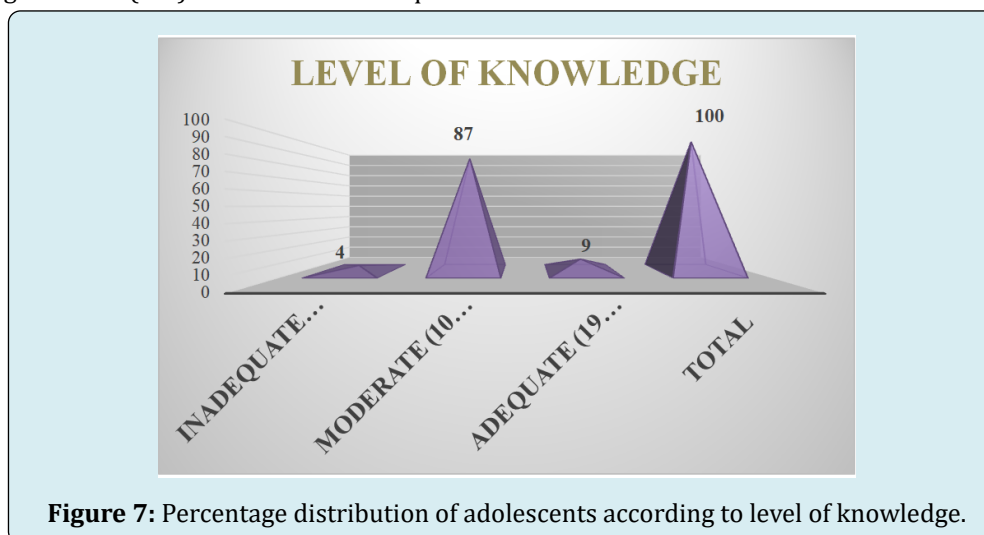 LEVEL OF KNOWLEDGE
100
90
80
70
60
50
40
30
20
10
0
4
87
9
100
INADEQUATE...
MODERATE (10...
ADEQUATE (19...
TOTAL
Figure 7: Percentage distribution of adolescents according to level of knowledge.